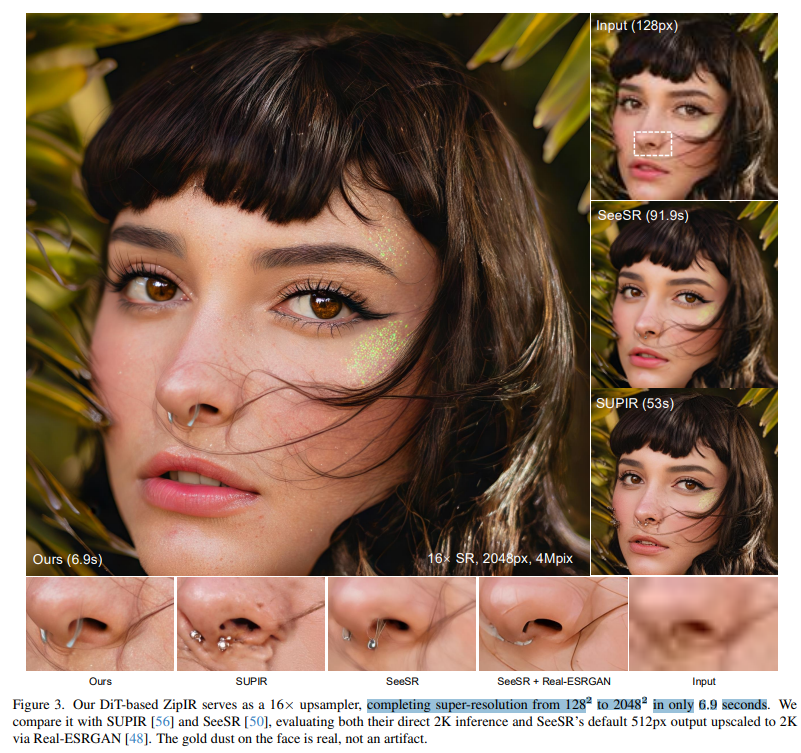 Input (128px)
SeeSR (91.9s)
SUPIR (53s)
Ours (6.9s)
16× SR, 2048px, 4Mpix
Ours
SUPIR
SeeSR
SeeSR + Real-ESRGAN
Input
Figure 3. Our DiT-based ZipIR serves as a 16× upsampler, completing super-resolution from 128² to 2048² in only 6.9 seconds. We
compare it with SUPIR [56] and SeeSR [50], evaluating both their direct 2K inference and SeeSR's default 512px output upscaled to 2K
via Real-ESRGAN [48]. The gold dust on the face is real, not an artifact.